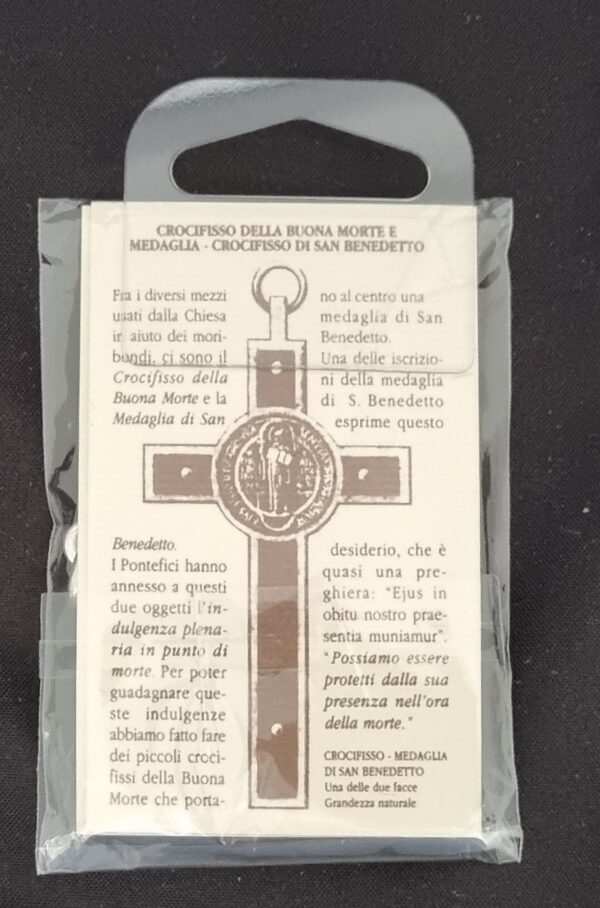 CROCIFISSO DELLA BUONA MORTE E
MEDAGLIA - CROCIFISSO DI SAN BENEDETTO
Fra i diversi mezzi
usati dalla Chiesa
in aiuto dei mori-
bondi, ci sono il
Crocifisso della
Buona Morte e la
Medaglia di San
Benedetto.
I Pontefici hanno
annesso a questi
due oggetti l'in-
dulgenza plena-
ria in punto di
morte. Per poter
guadagnare que-
ste indulgenze
abbiamo fatto fare
dei piccoli croci-
fissi della Buona
Morte che porta-
no al centro una
medaglia di San
Benedetto.
Una delle iscrizio-
ni della medaglia
di S. Benedetto
esprime questo
desiderio, che è
quasi una pre-
ghiera: "Ejus in
obitu nostro prae-
sentia muniamur".
"Possiamo essere
protetti dalla sua
presenza nell'ora
della morte."
CROCIFISSO - MEDAGLIA
DI SAN BENEDETTO
Una delle due facce
Grandezza naturale